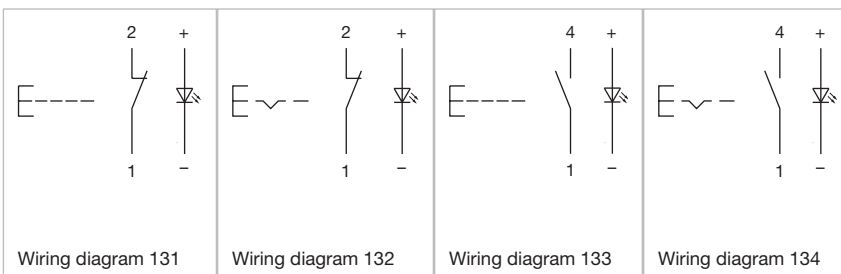 2 +
1 −
Wiring diagram 131
2 +
1 −
Wiring diagram 132
4 +
1 −
Wiring diagram 133
4 +
1 −
Wiring diagram 134